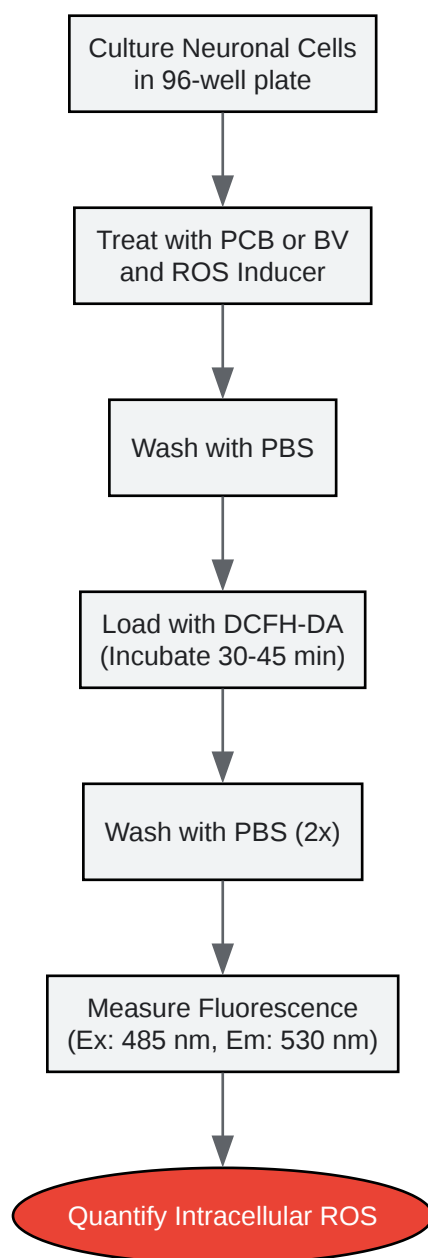 Culture Neuronal Cells
in 96-well plate
Treat with PCB or BV
and ROS Inducer
Wash with PBS
Load with DCFH-DA
(Incubate 30-45 min)
Wash with PBS (2x)
Measure Fluorescence
(Ex: 485 nm, Em: 530 nm)
Quantify Intracellular ROS